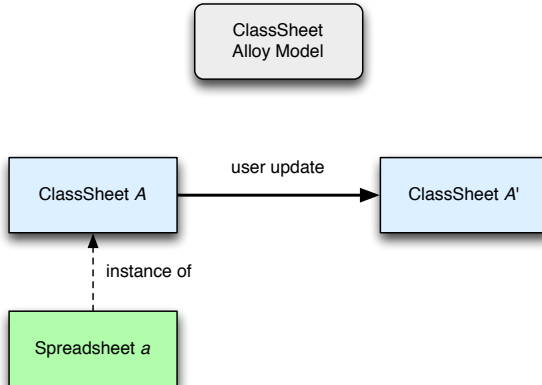 ClassSheet
Alloy Model
user update
ClassSheet A
ClassSheet A'
instance of
Spreadsheet a